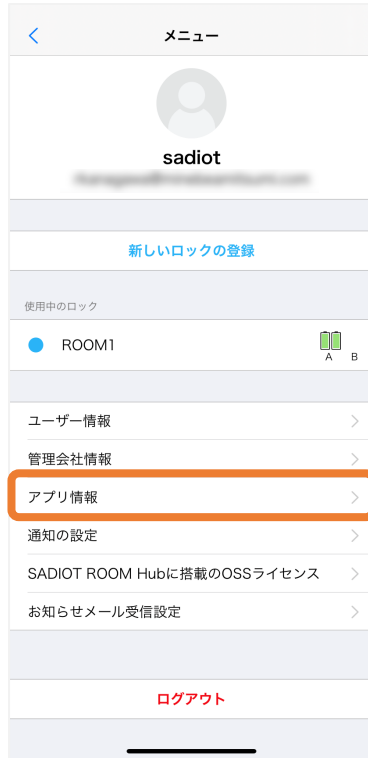 メニュー
sadiot
新しいロックの登録
使用中のロック
ROOM1
A B
ユーザー情報
管理会社情報
アプリ情報
通知の設定
SADIOT ROOM Hubに搭載のOSSライセンス
お知らせメール受信設定
ログアウト